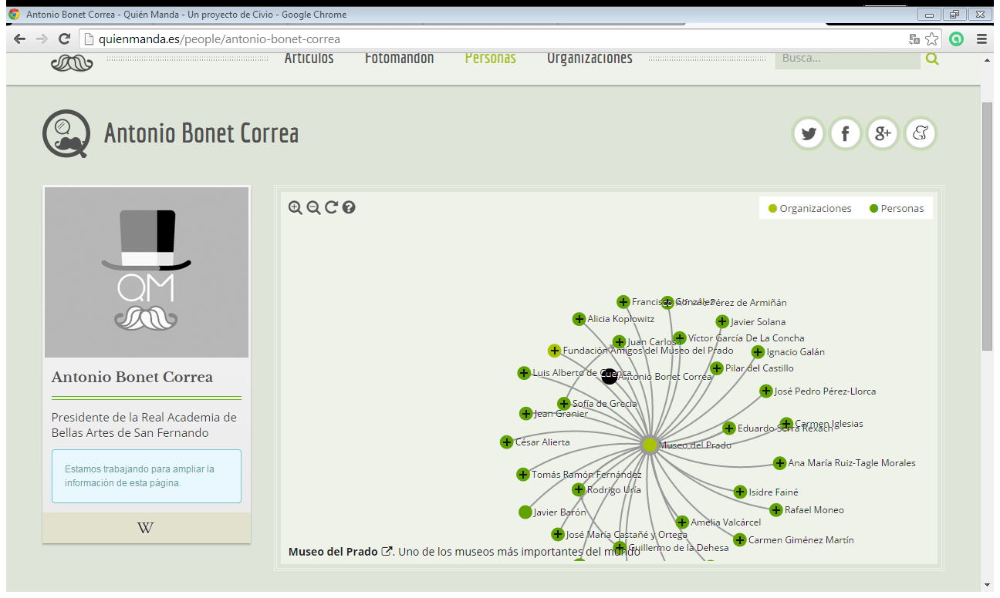 Antonio Bonet Correa - Quién Manda - Un proyecto de Civio - Google Chrome
quienmanda.es/people/antonio-bonet-correa
Artículos Fotomandón Personas Organizaciones Busca...
Antonio Bonet Correa
QM
Antonio Bonet Correa
Presidente de la Real Academia de
Bellas Artes de San Fernando
Estamos trabajando para ampliar la
información de esta página.
W
Organizaciones Personas
Francisco González
Pérez de Armiñán
Alicia Koplowitz
Javier Solana
Juan Carlos I
Víctor García De La Concha
Fundación Amigos del Museo del Prado
Ignacio Galán
Luis Alberto de Cuenca
Antonio Bonet Correa
Pilar del Castillo
José Pedro Pérez-Llorca
Sofía de Grecia
Jean Granier
Eduardo Serra Rexach
Carmen Iglesias
César Alierta
Museo del Prado
Ana María Ruiz-Tagle Morales
Tomás Ramón Fernández
Rodrigo Uría
Isidre Fainé
Javier Barón
Rafael Moneo
Amelia Valcárcel
José María Castañé y Ortega
Carmen Giménez Martín
Guillermo de la Dehesa
Museo del Prado. Uno de los museos más importantes del mundo